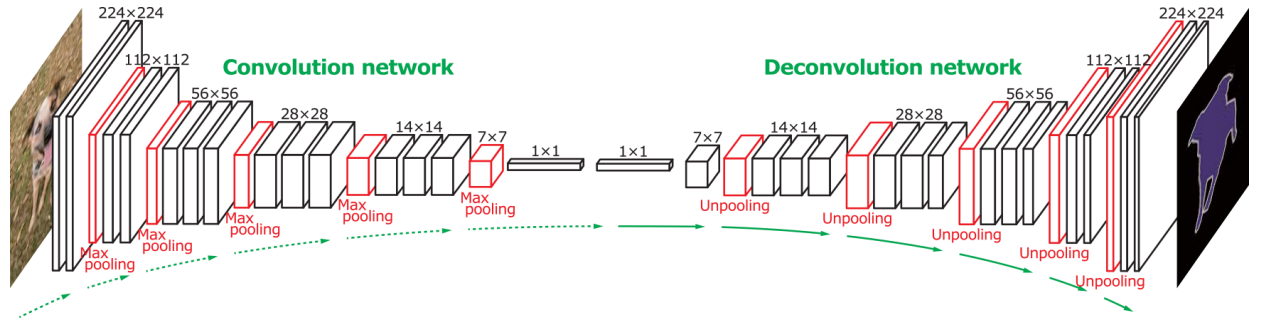 224×224
224×224
112×112
112×112
Convolution network
Deconvolution network
56×56
56×56
28×28
28×28
14×14
14×14
7×7
7×7
1×1
1×1
Max
pooling
Max
pooling
Max
pooling
Max
pooling
Max
pooling
Unpooling
Unpooling
Unpooling
Unpooling
Unpooling